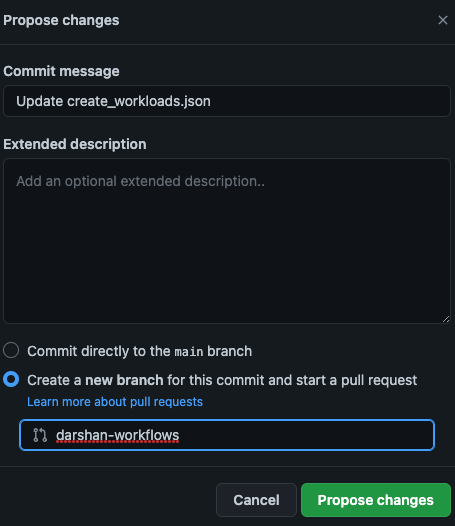 Propose changes
Commit message
Update create_workloads.json
Extended description
Add an optional extended description..
Commit directly to the main branch
Create a new branch for this commit and start a pull request
Learn more about pull requests
darshan-workflows
Cancel
Propose changes